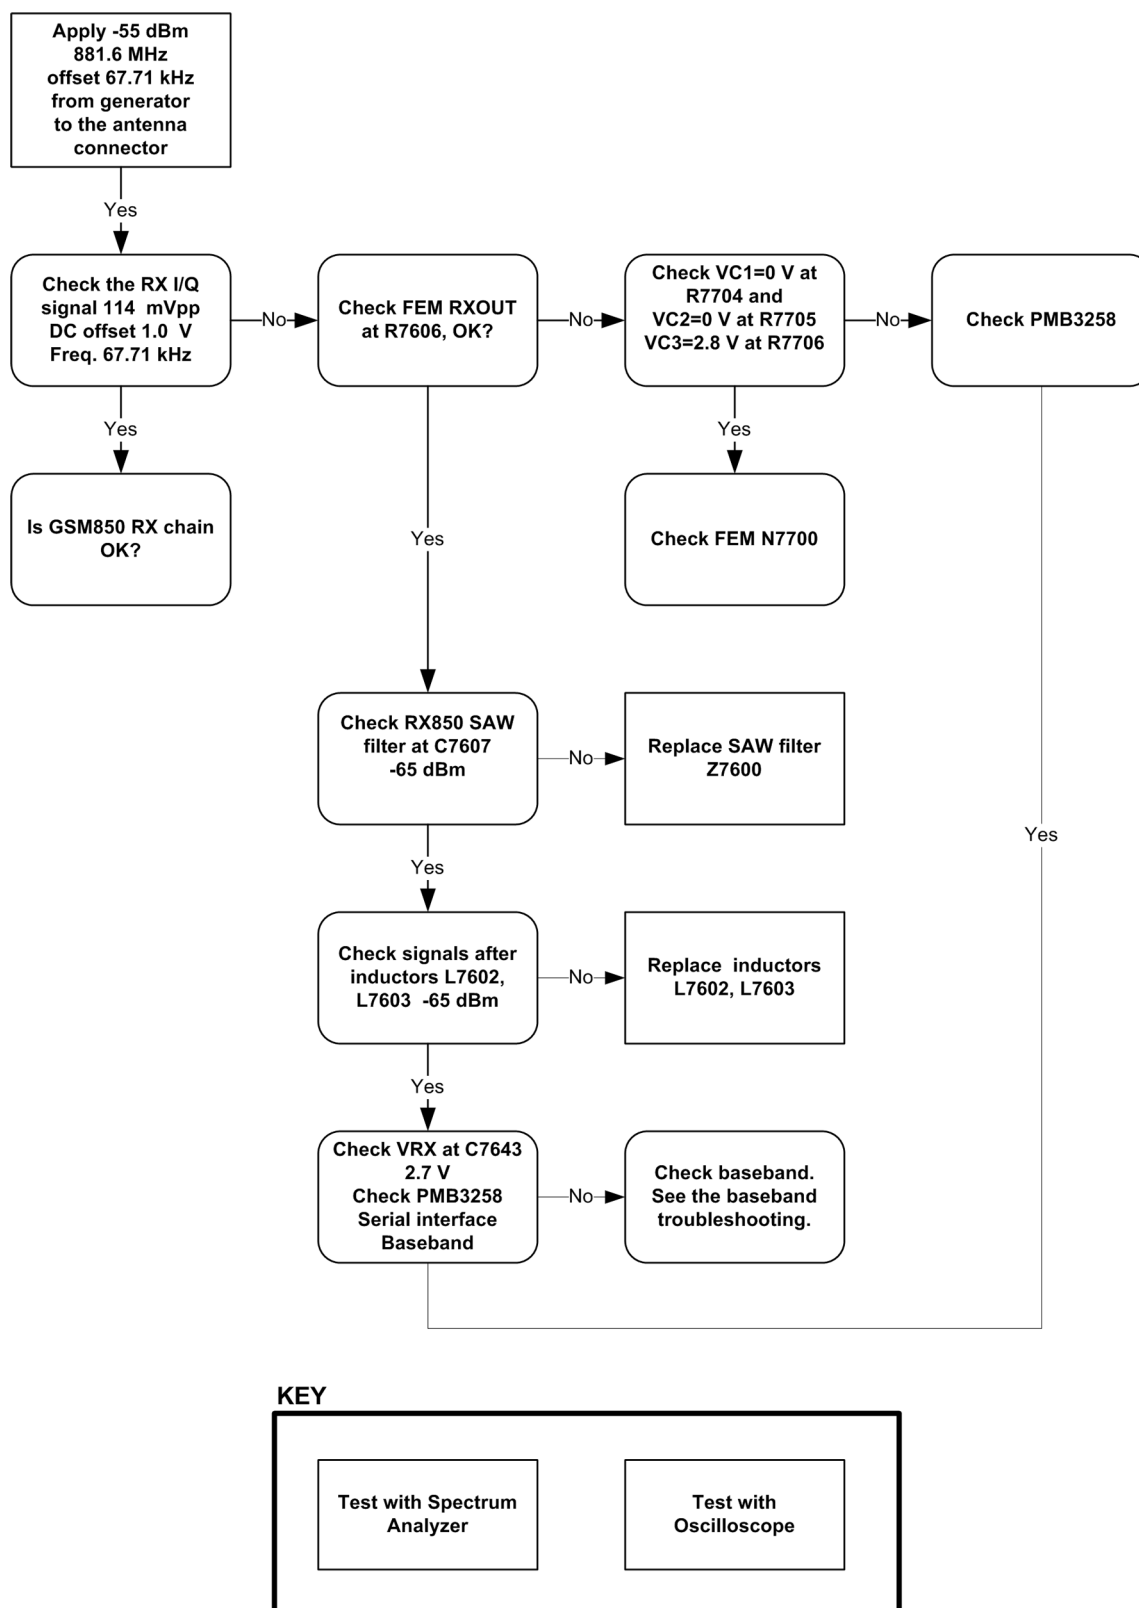 Apply -55 dBm
881.6 MHz
offset 67.71 kHz
from generator
to the antenna
connector
Yes
Check the RX I/Q
signal 114 mVpp
DC offset 1.0 V
Freq. 67.71 kHz
No
Check FEM RXOUT
at R7606, OK?
No
Check VC1=0 V at
R7704 and
VC2=0 V at R7705
VC3=2.8 V at R7706
No
Check PMB3258
Yes
Yes
Is GSM850 RX chain
OK?
Yes
Check FEM N7700
Check RX850 SAW
filter at C7607
-65 dBm
No
Replace SAW filter
Z7600
Yes
Yes
Check signals after
inductors L7602,
L7603 -65 dBm
No
Replace inductors
L7602, L7603
Yes
Check VRX at C7643
2.7 V
Check PMB3258
Serial interface
Baseband
No
Check baseband.
See the baseband
troubleshooting.
KEY
Test with Spectrum
Analyzer
Test with
Oscilloscope